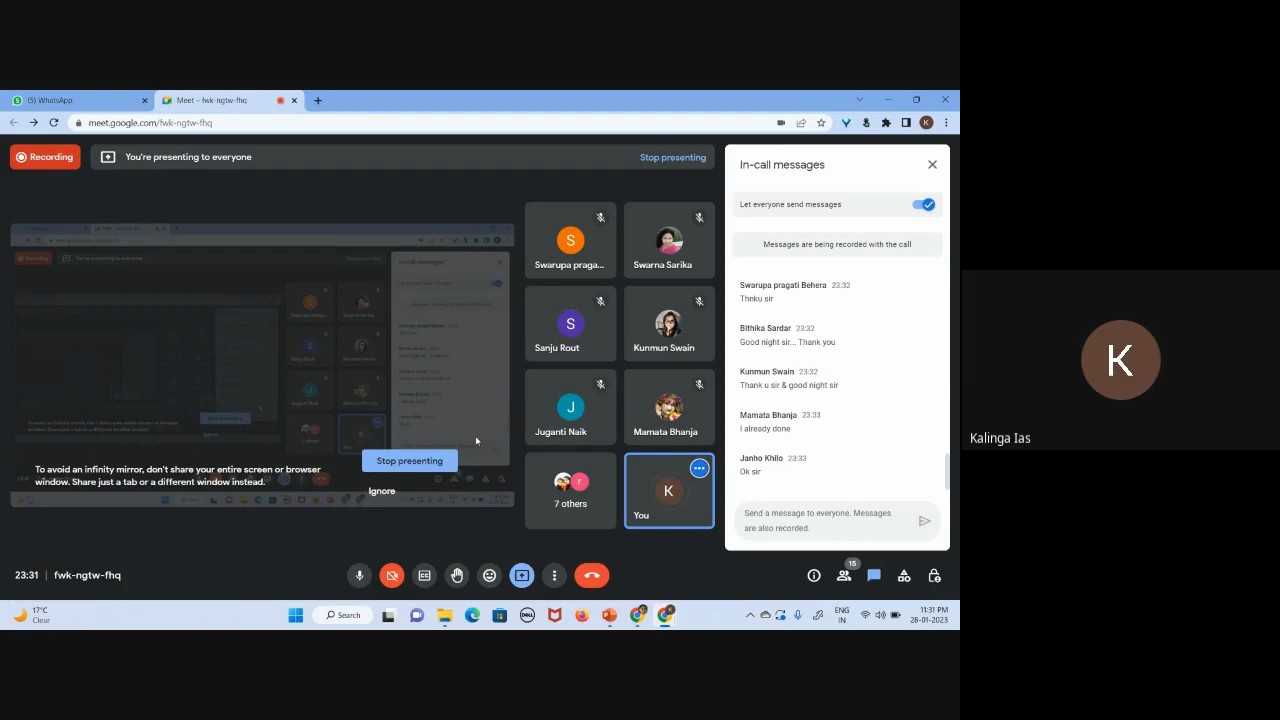 (5) WhatsApp
Meet – fwk-ngtw-fhq
meet.google.com/fwk-ngtw-fhq
K
Recording
You're presenting to everyone
Stop presenting
In-call messages
Let everyone send messages
Messages are being recorded with the call
Swarupa pragati Behera 23:32
Thnku sir
Bithika Sardar 23:32
Good night sir... Thank you
Kunmun Swain 23:32
Thank u sir & good night sir
Mamata Bhanja 23:33
I already done
Janho Khilo 23:33
Ok sir
Send a message to everyone. Messages
are also recorded.
S
Swarupa praga...
Swarna Sarika
S
Sanju Rout
Kunmun Swain
J
Juganti Naik
Mamata Bhanja
r
7 others
K
You
To avoid an infinity mirror, don't share your entire screen or browser
window. Share just a tab or a different window instead.
Stop presenting
Ignore
23:31 | fwk-ngtw-fhq
15
17°C
Clear
Search
DELL
ENG
IN
11:31 PM
28-01-2023
K
Kalinga Ias